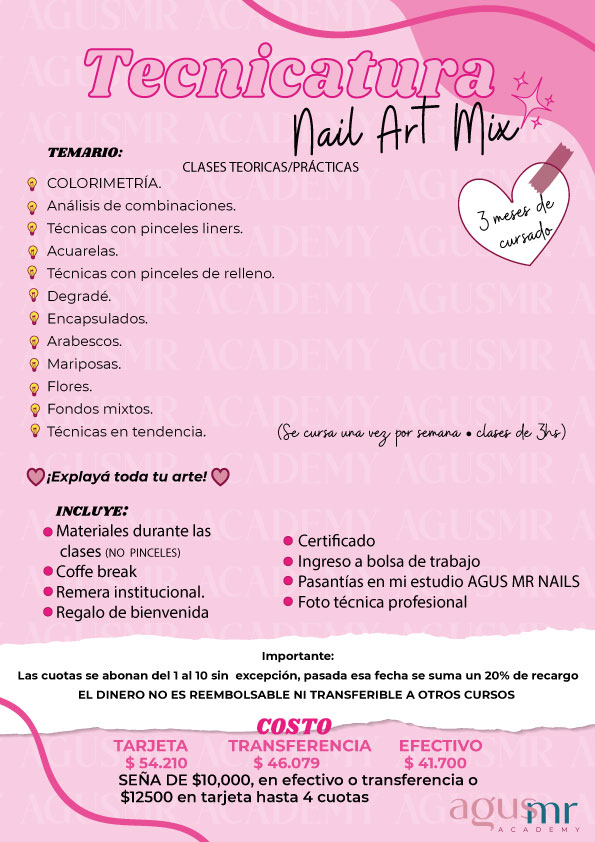 Tecnicatura
Nail Art Mix
TEMARIO:
CLASES TEORICAS/PRÁCTICAS
COLORIMETRÍA.
Análisis de combinaciones.
Técnicas con pinceles liners.
Acuarelas.
Técnicas con pinceles de relleno.
Degradé.
Encapsulados.
Arabescos.
Mariposas.
Flores.
Fondos mixtos.
Técnicas en tendencia.
3 meses de
cursado
(Se cursa una vez por semana • clases de 3hs)
¡Explayá toda tu arte!
INCLUYE:
Materiales durante las
clases (NO PINCELES)
Coffe break
Remera institucional.
Regalo de bienvenida
Certificado
Ingreso a bolsa de trabajo
Pasantías en mi estudio AGUS MR NAILS
Foto técnica profesional
Importante:
Las cuotas se abonan del 1 al 10 sin excepción, pasada esa fecha se suma un 20% de recargo
EL DINERO NO ES REEMBOLSABLE NI TRANSFERIBLE A OTROS CURSOS
COSTO
TARJETA TRANSFERENCIA EFECTIVO
$ 54.210 $ 46.079 $ 41.700
SEÑA DE $10,000, en efectivo o transferencia o
$12500 en tarjeta hasta 4 cuotas
agusmr
ACADEMY